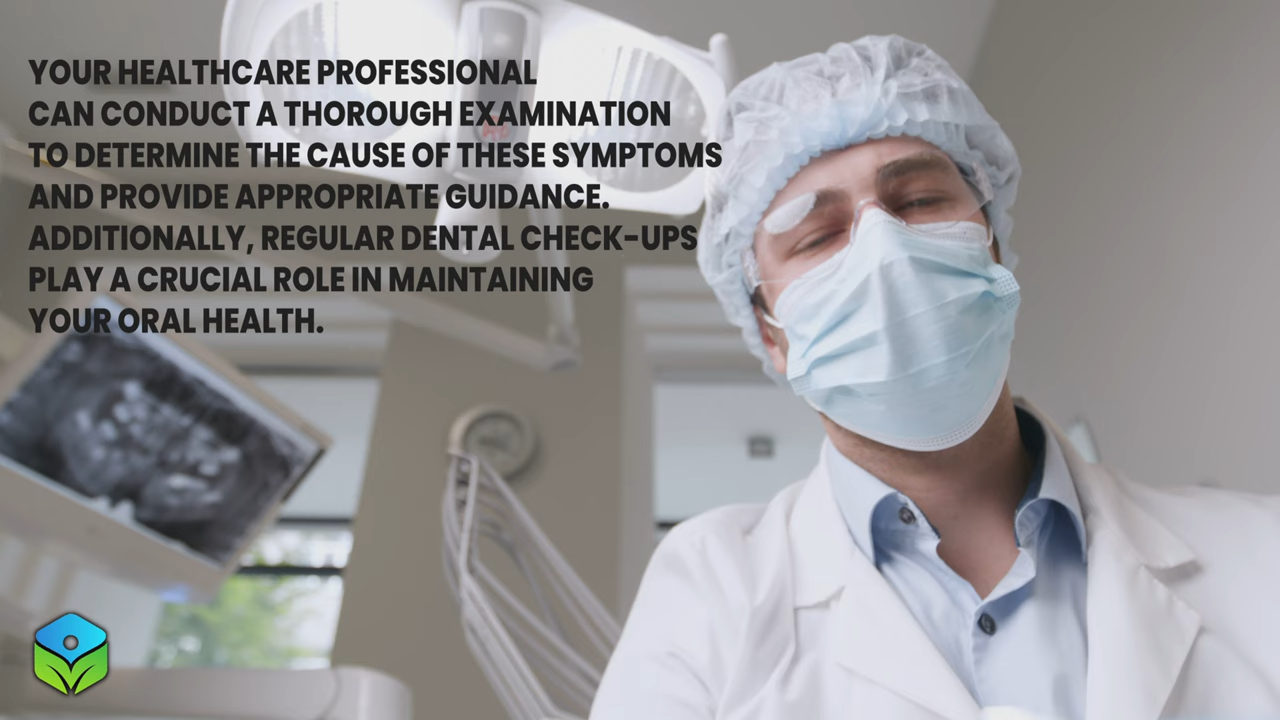 YOUR HEALTHCARE PROFESSIONAL
CAN CONDUCT A THOROUGH EXAMINATION
TO DETERMINE THE CAUSE OF THESE SYMPTOMS
AND PROVIDE APPROPRIATE GUIDANCE.
ADDITIONALLY, REGULAR DENTAL CHECK-UPS
PLAY A CRUCIAL ROLE IN MAINTAINING
YOUR ORAL HEALTH.